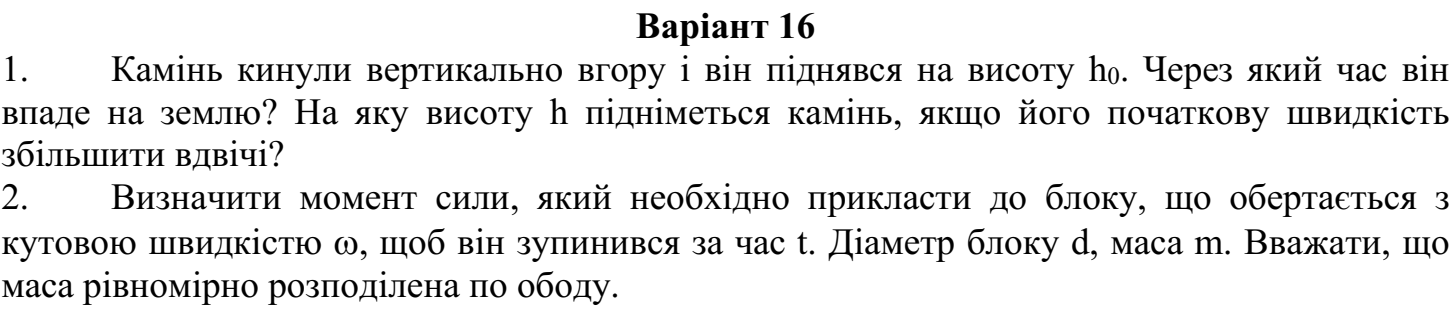 Варіант 16
1. Камінь кинули вертикально вгору і він піднявся на висоту h₀. Через який час він
впаде на землю? На яку висоту h підніметься камінь, якщо його початкову швидкість
збільшити вдвічі?
2. Визначити момент сили, який необхідно прикласти до блоку, що обертається з
кутовою швидкістю ω, щоб він зупинився за час t. Діаметр блоку d, маса m. Вважати, що
маса рівномірно розподілена по ободу.